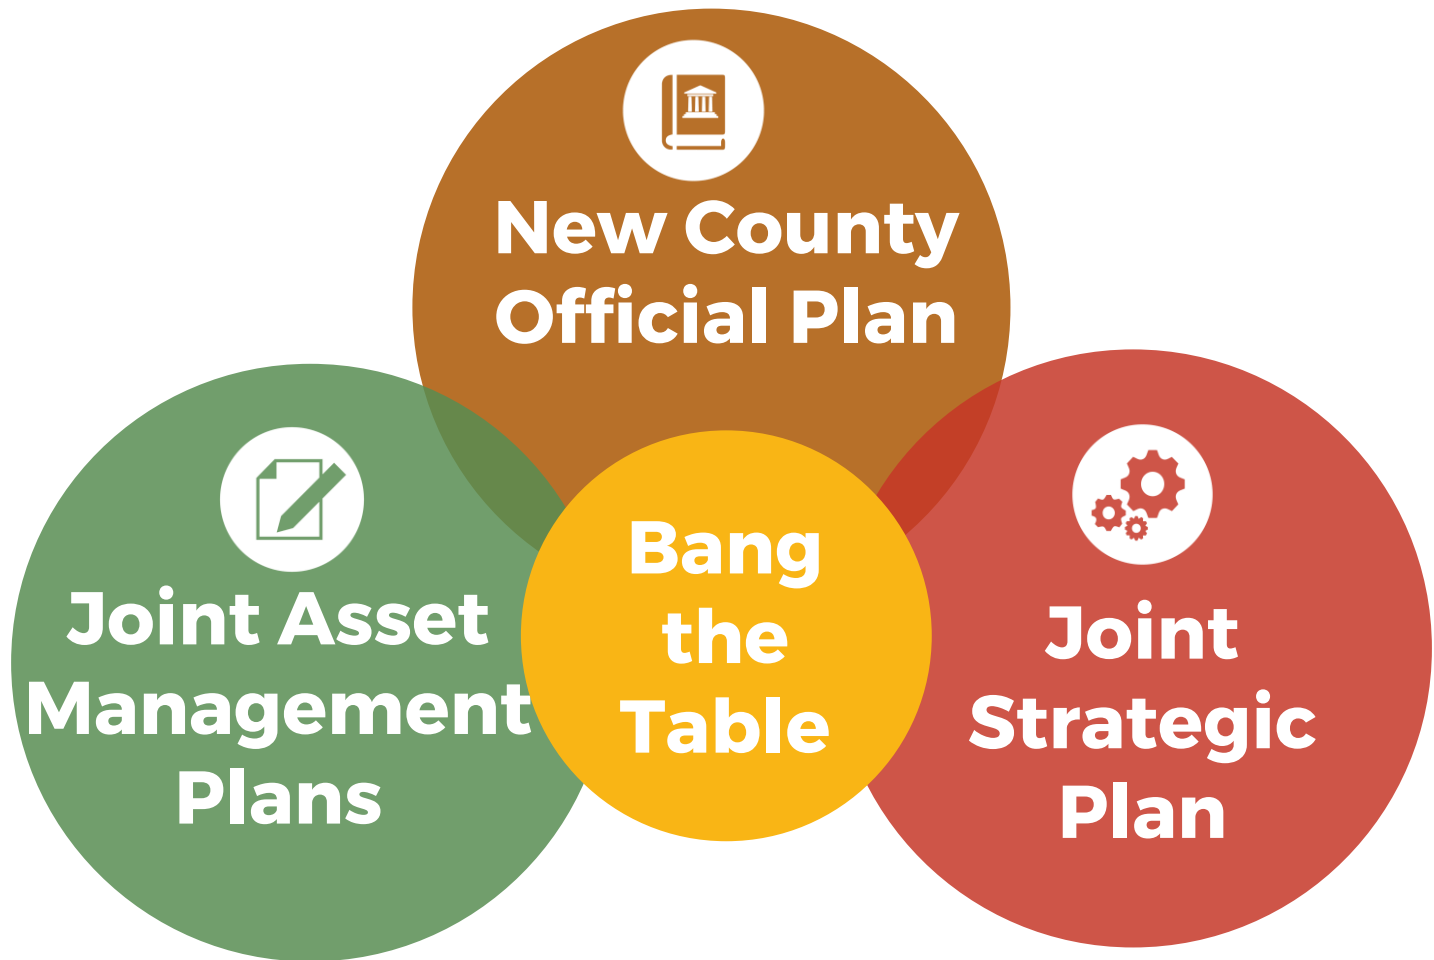 New County
Official Plan
Joint Asset
Management
Plans
Bang
the
Table
Joint
Strategic
Plan